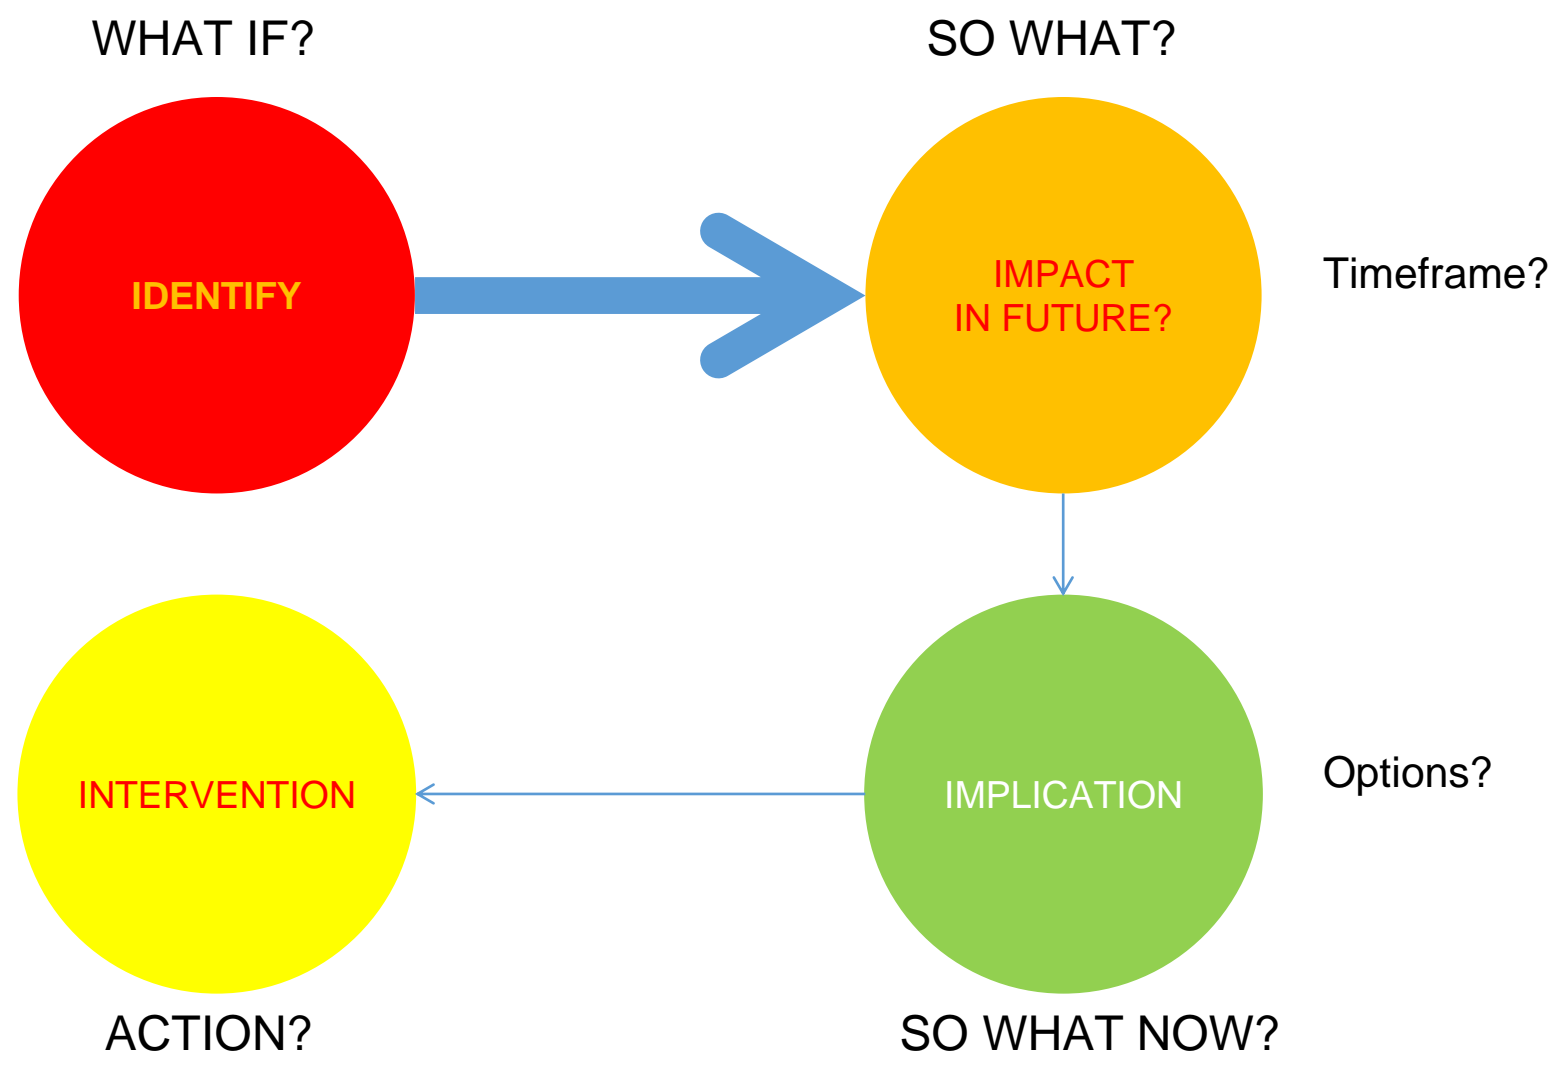 WHAT IF?
SO WHAT?
IDENTIFY
IMPACT
IN FUTURE?
Timeframe?
INTERVENTION
IMPLICATION
Options?
ACTION?
SO WHAT NOW?